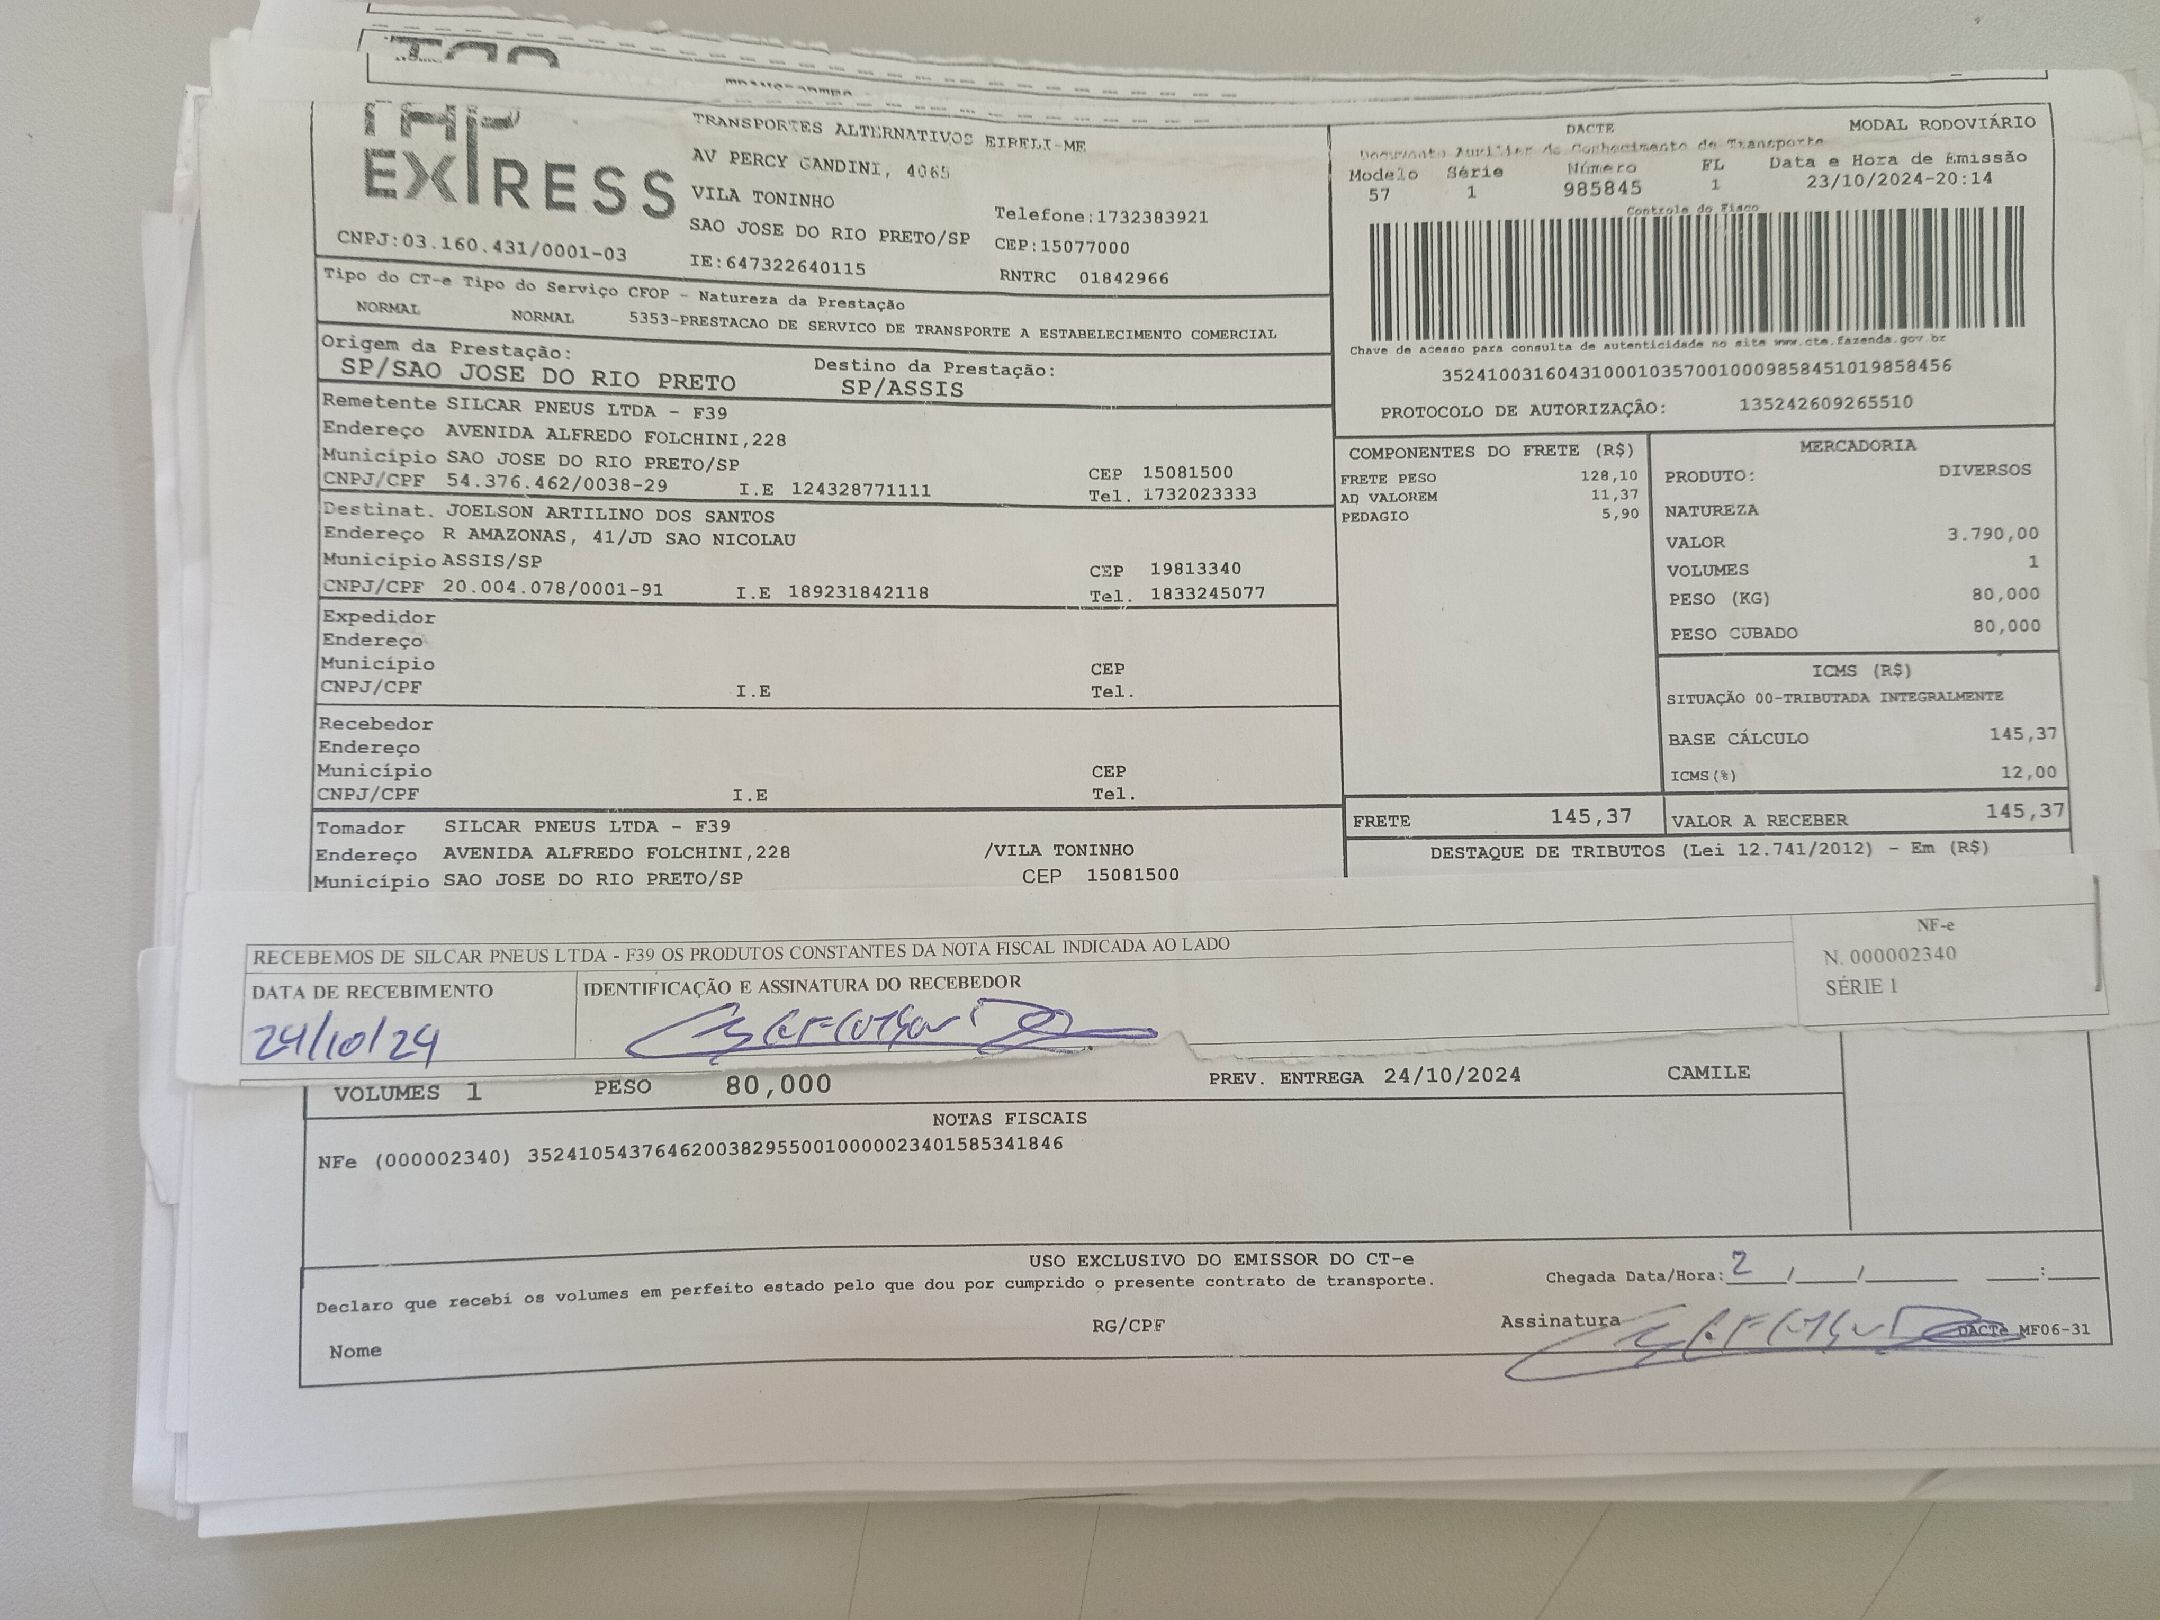 EXPRESS
TRANSPORTES ALTERNATIVOS EIRELI-ME
AV PERCY GANDINI, 4065
VILA TONINHO
Telefone:1732383921
SAO JOSE DO RIO PRETO/SP CEP:15077000
CNPJ:03.160.431/0001-03
IE:647322640115
RNTRC 01842966
DACTE
MODAL RODOVIÁRIO
Documento Auxiliar do Conhecimento de Transporte
Modelo Série Número FL Data e Hora de Emissão
57 1 985845 1 23/10/2024-20:14
Controle do Fisco
Chave de acesso para consulta de autenticidade no site www.cte.fazenda.gov.br
35241003160431000103570010009858451019858456
PROTOCOLO DE AUTORIZAÇÃO: 135242609265510
Tipo do CT-e Tipo do Serviço CFOP - Natureza da Prestação
NORMAL NORMAL 5353-PRESTACAO DE SERVICO DE TRANSPORTE A ESTABELECIMENTO COMERCIAL
Origem da Prestação: Destino da Prestação:
SP/SAO JOSE DO RIO PRETO SP/ASSIS
Remetente SILCAR PNEUS LTDA - F39
Endereço AVENIDA ALFREDO FOLCHINI,228
Município SAO JOSE DO RIO PRETO/SP CEP 15081500
CNPJ/CPF 54.376.462/0038-29 I.E 124328771111 Tel. 1732023333
Destinat. JOELSON ARTILINO DOS SANTOS
Endereço R AMAZONAS, 41/JD SAO NICOLAU
Município ASSIS/SP CEP 19813340
CNPJ/CPF 20.004.078/0001-91 I.E 189231842118 Tel. 1833245077
Expedidor
Endereço
Município CEP
CNPJ/CPF I.E Tel.
Recebedor
Endereço
Município CEP
CNPJ/CPF I.E Tel.
Tomador SILCAR PNEUS LTDA - F39
Endereço AVENIDA ALFREDO FOLCHINI,228 /VILA TONINHO
Município SAO JOSE DO RIO PRETO/SP CEP 15081500
COMPONENTES DO FRETE (R$)
FRETE PESO 128,10
AD VALOREM 11,37
PEDAGIO 5,90
MERCADORIA
PRODUTO: DIVERSOS
NATUREZA
VALOR 3.790,00
VOLUMES 1
PESO (KG) 80,000
PESO CUBADO 80,000
ICMS (R$)
SITUAÇÃO 00-TRIBUTADA INTEGRALMENTE
BASE CÁLCULO 145,37
ICMS(%) 12,00
FRETE 145,37 VALOR A RECEBER 145,37
DESTAQUE DE TRIBUTOS (Lei 12.741/2012) - Em (R$)
RECEBEMOS DE SILCAR PNEUS LTDA - F39 OS PRODUTOS CONSTANTES DA NOTA FISCAL INDICADA AO LADO
DATA DE RECEBIMENTO IDENTIFICAÇÃO E ASSINATURA DO RECEBEDOR
24/10/24
NF-e
N. 000002340
SÉRIE 1
VOLUMES 1 PESO 80,000 PREV. ENTREGA 24/10/2024 CAMILE
NOTAS FISCAIS
NFe (000002340) 35241054376462003829550010000023401585341846
USO EXCLUSIVO DO EMISSOR DO CT-e
Declaro que recebi os volumes em perfeito estado pelo que dou por cumprido o presente contrato de transporte.
Chegada Data/Hora: 2 / / :
Nome RG/CPF Assinatura
DACTe MF06-31